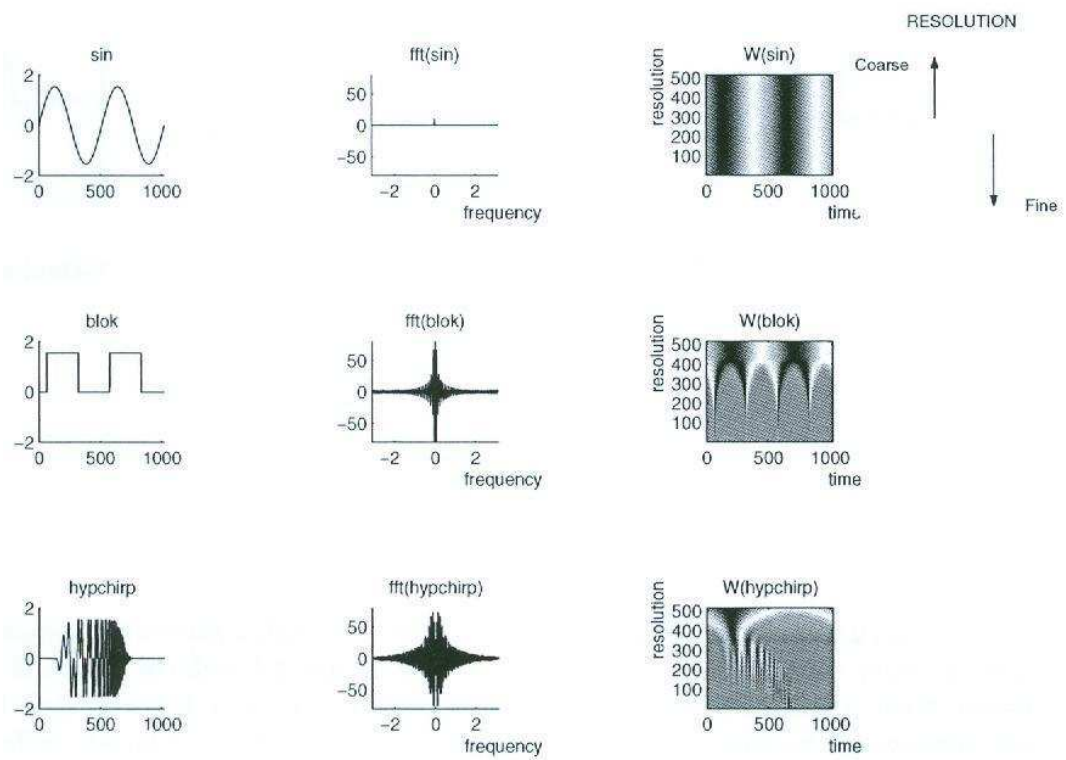 RESOLUTION
sin
fft(sin)
W(sin)
Coarse
2
0
−2
0 500 1000
50
0
−50
−2 0 2
frequency
resolution
500
400
300
200
100
0 500 1000
time
Fine
blok
fft(blok)
W(blok)
2
0
−2
0 500 1000
50
0
−50
−2 0 2
frequency
resolution
500
400
300
200
100
0 500 1000
time
hypchirp
fft(hypchirp)
W(hypchirp)
2
0
−2
0 500 1000
50
0
−50
−2 0 2
frequency
resolution
500
400
300
200
100
0 500 1000
time